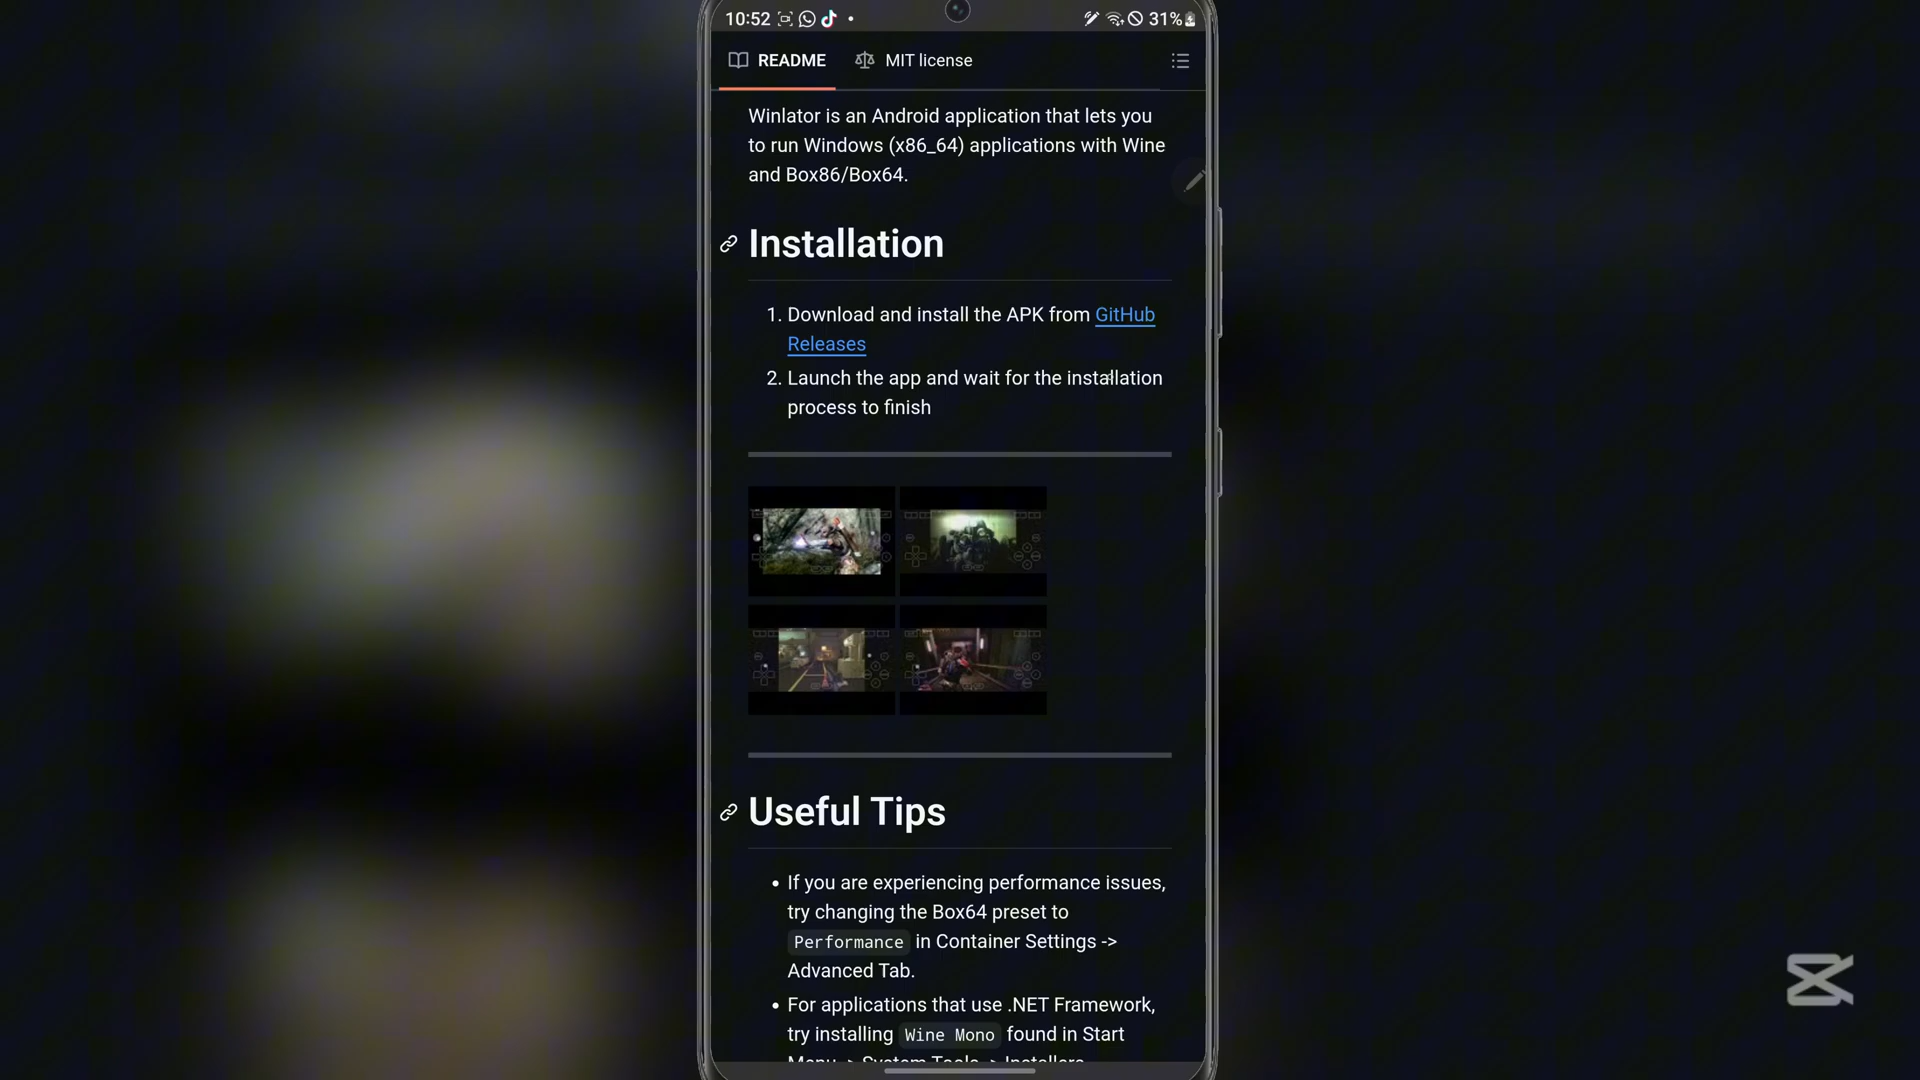 10:52
31%
README
MIT license
Winlator is an Android application that lets you
to run Windows (x86_64) applications with Wine
and Box86/Box64.
Installation
1. Download and install the APK from GitHub
Releases
2. Launch the app and wait for the installation
process to finish
Useful Tips
• If you are experiencing performance issues,
try changing the Box64 preset to
Performance in Container Settings ->
Advanced Tab.
• For applications that use .NET Framework,
try installing Wine Mono found in Start
Menu -> System Tools -> Installers